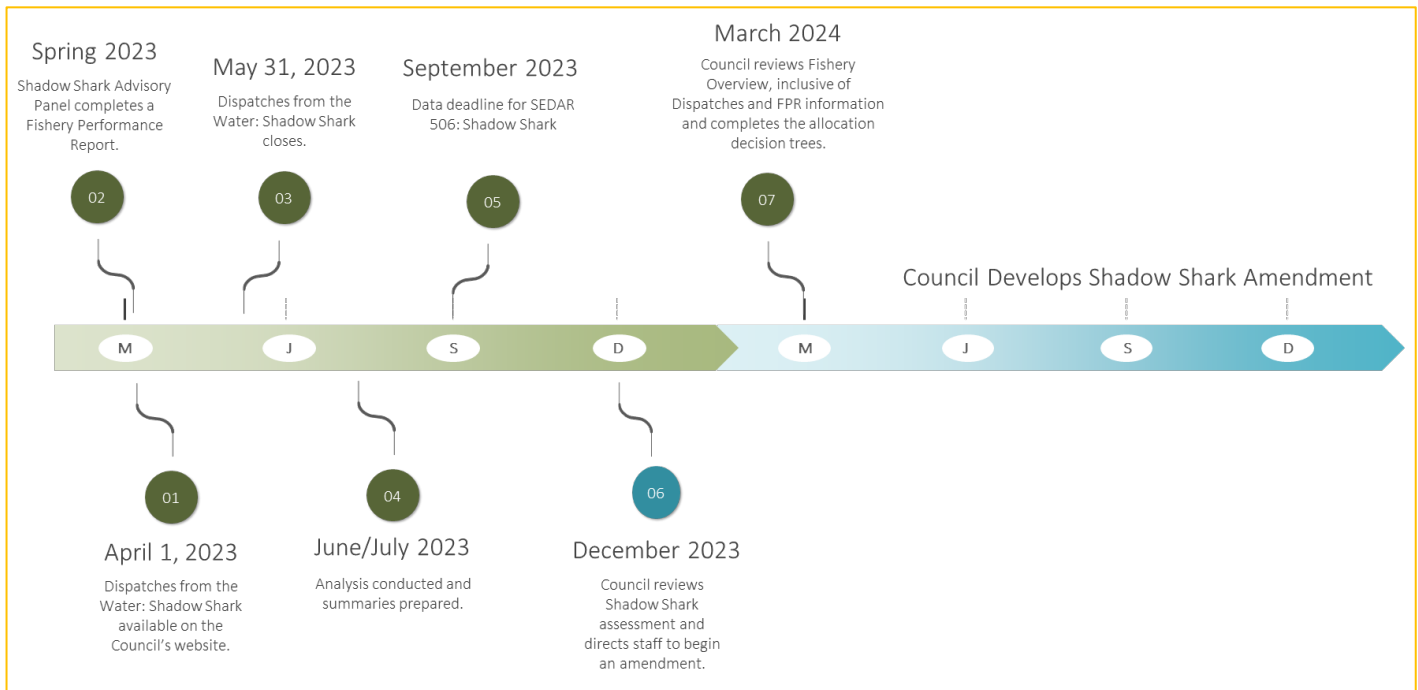 Spring 2023
Shadow Shark Advisory
Panel completes a
Fishery Performance
Report.
02
May 31, 2023
Dispatches from the
Water: Shadow Shark
closes.
03
September 2023
Data deadline for SEDAR
506: Shadow Shark
05
March 2024
Council reviews Fishery
Overview, inclusive of
Dispatches and FPR information
and completes the allocation
decision trees.
07
Council Develops Shadow Shark Amendment
M J S D M J S D
01
April 1, 2023
Dispatches from the
Water: Shadow Shark
available on the
Council’s website.
04
June/July 2023
Analysis conducted and
summaries prepared.
06
December 2023
Council reviews
Shadow Shark
assessment and
directs staff to begin
an amendment.